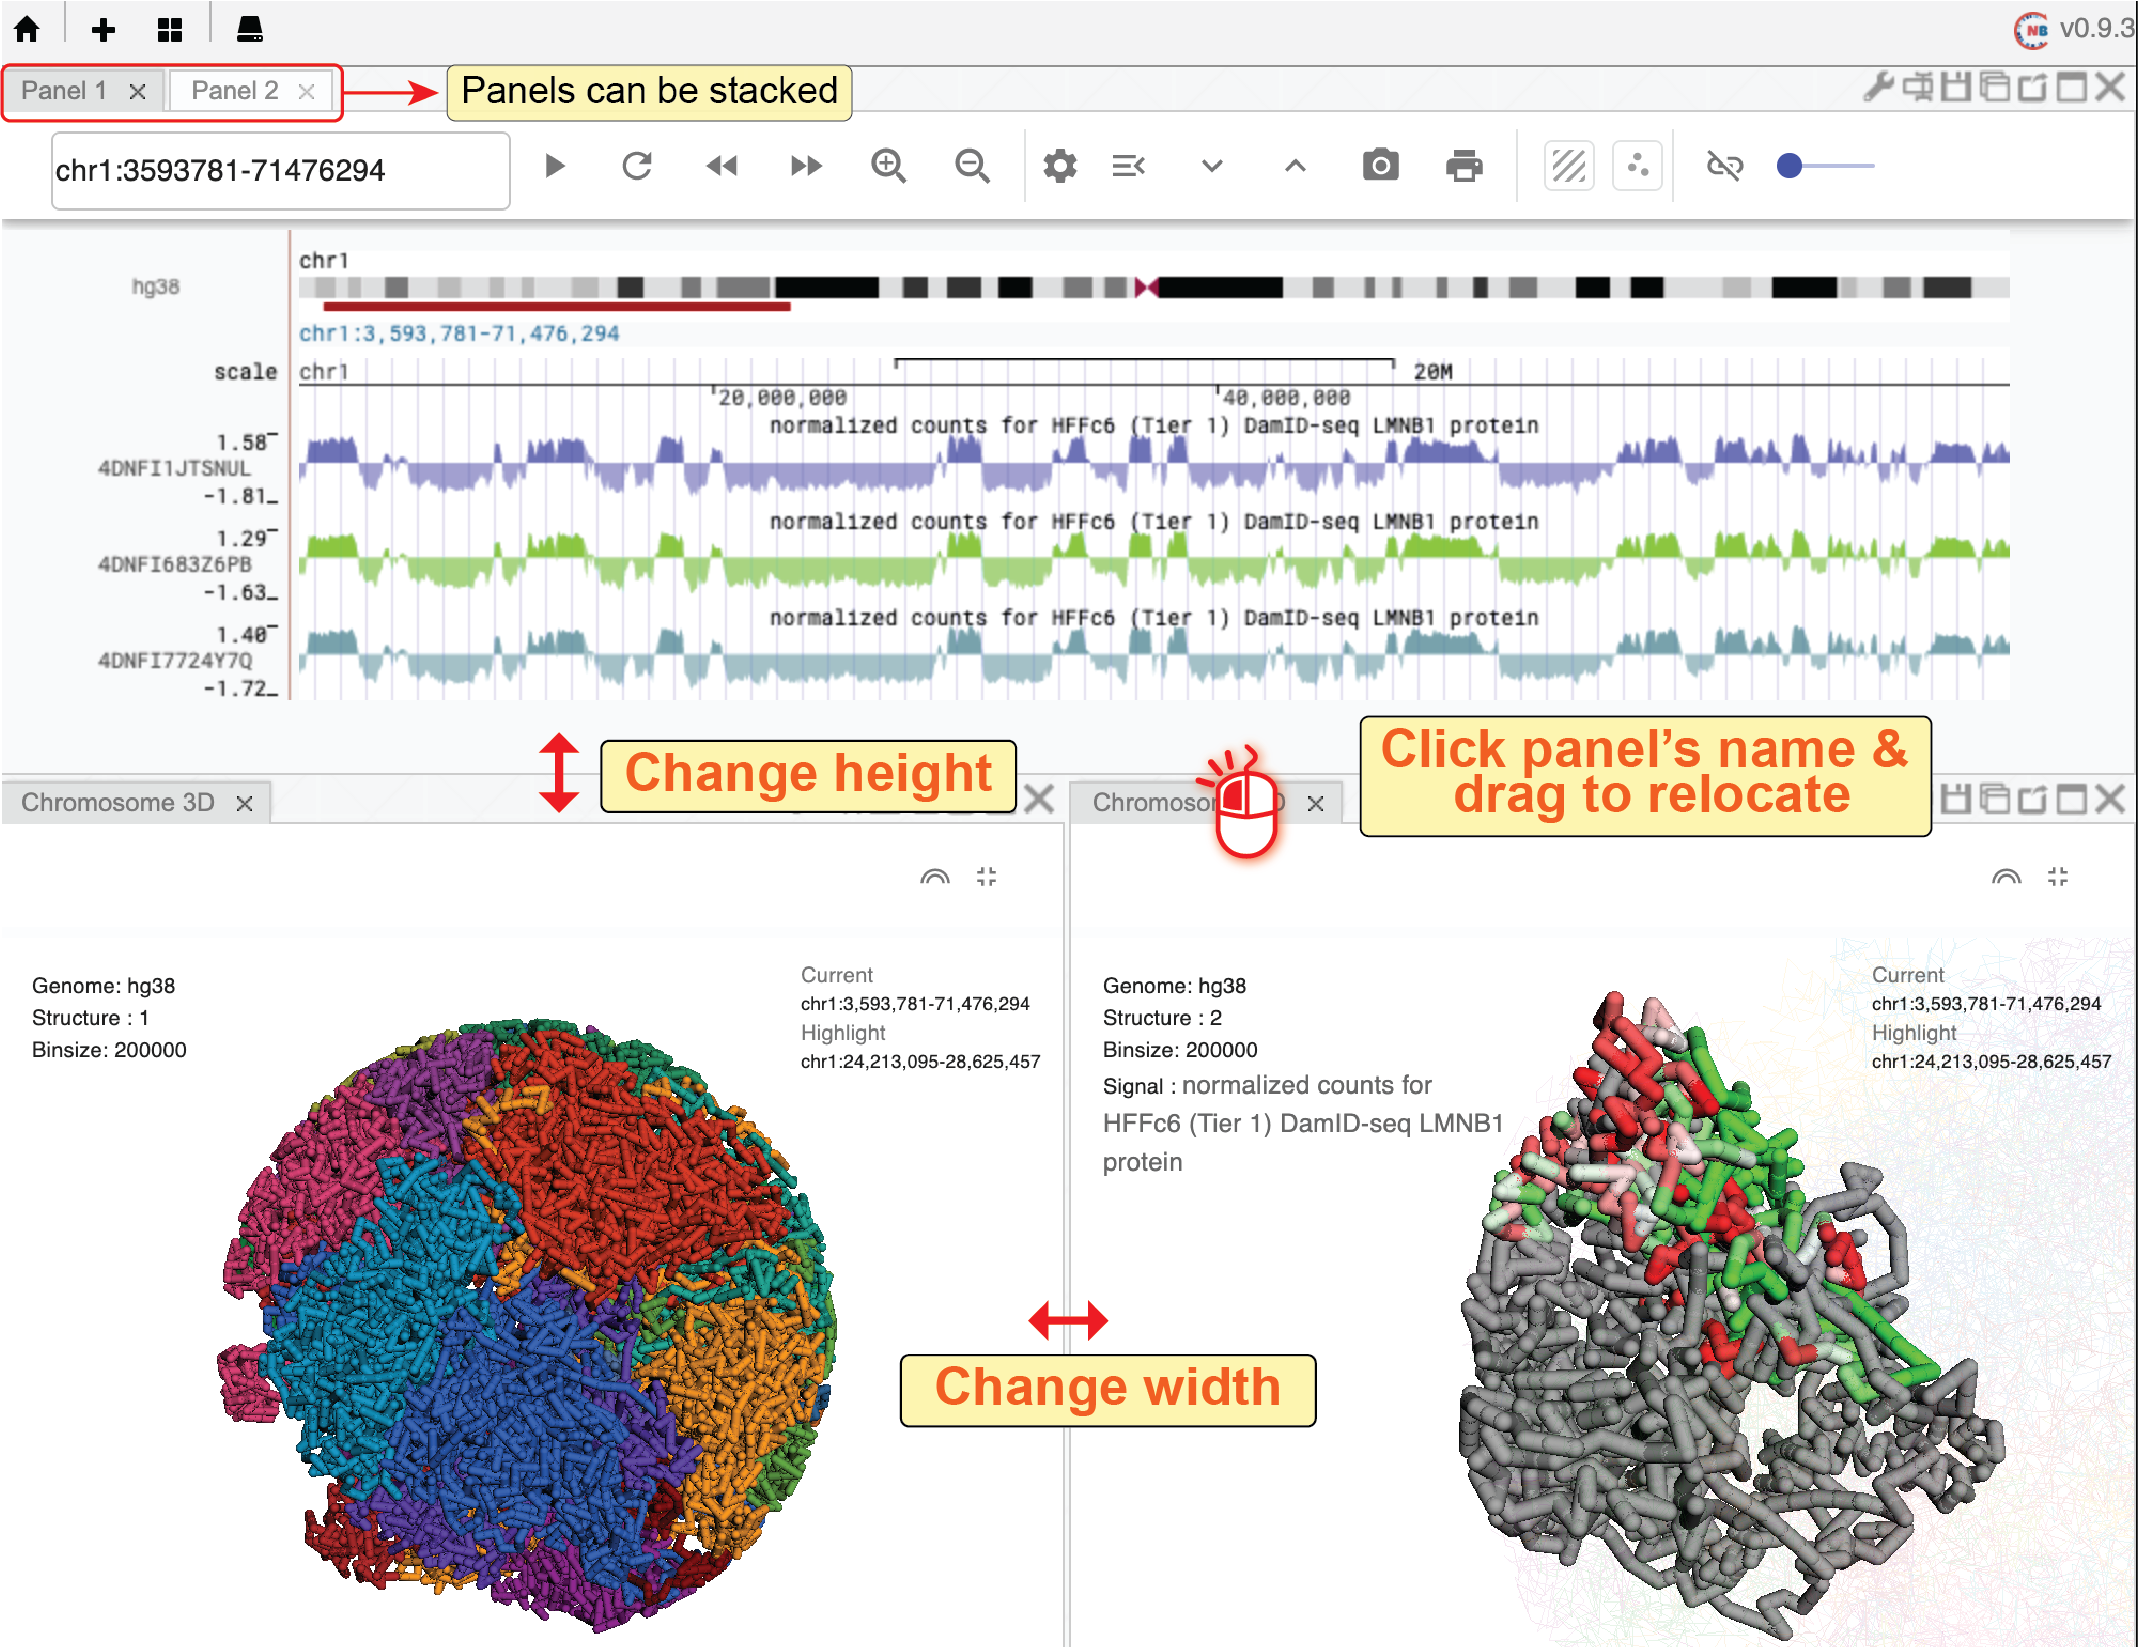 NB v0.9.3
Panel 1 Panel 2
Panels can be stacked
chr1:3593781-71476294
chr1
hg38
chr1:3,593,781-71,476,294
scale chr1 20M
20,000,000 40,000,000
normalized counts for HFFc6 (Tier 1) DamID-seq LMNB1 protein
1.58
4DNFI1JTSNUL
-1.81
normalized counts for HFFc6 (Tier 1) DamID-seq LMNB1 protein
1.29
4DNFI683Z6PB
-1.63
normalized counts for HFFc6 (Tier 1) DamID-seq LMNB1 protein
1.40
4DNFI7724Y7Q
-1.72
Change height
Click panel’s name &
drag to relocate
Chromosome 3D
Genome: hg38
Structure : 1
Binsize: 200000
Current
chr1:3,593,781-71,476,294
Highlight
chr1:24,213,095-28,625,457
Genome: hg38
Structure : 2
Binsize: 200000
Signal : normalized counts for
HFFc6 (Tier 1) DamID-seq LMNB1
protein
Current
chr1:3,593,781-71,476,294
Highlight
chr1:24,213,095-28,625,457
Change width